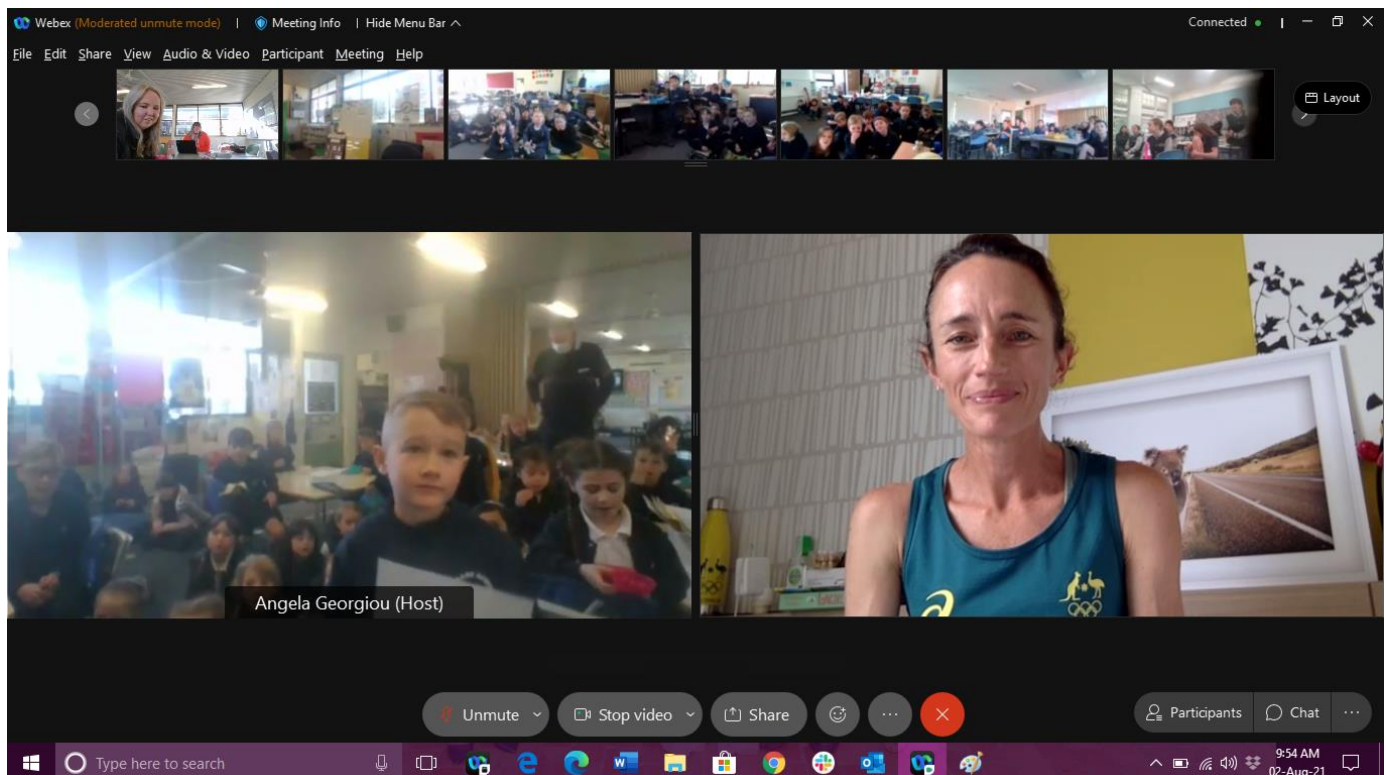 Webex (Moderated unmute mode) | Meeting Info | Hide Menu Bar
Connected
File Edit Share View Audio & Video Participant Meeting Help
Layout
Angela Georgiou (Host)
Unmute Stop video Share
Participants Chat
Type here to search
9:54 AM
02-Aug-21